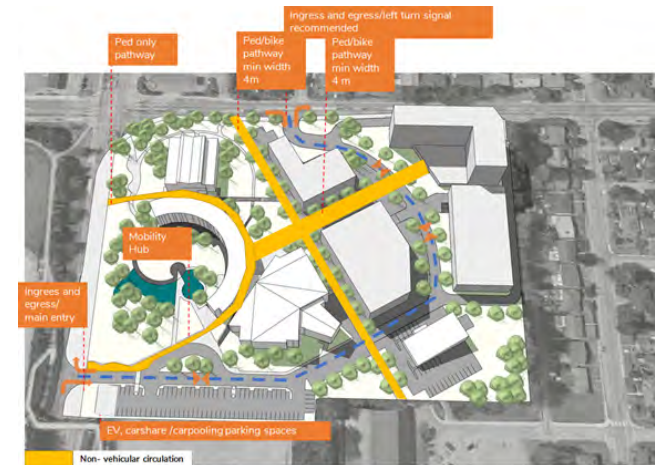 Ingress and egress/left turn signal
recommended
Ped only
pathway
Ped/bike
pathway
min width
4m
Ped/bike
pathway
min width
4 m
Mobility
Hub
Ingrees and
egress/
main entry
EV, carshare /carpooling parking spaces
Non- vehicular circulation